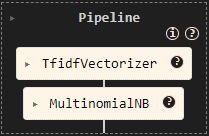 ▸ Pipeline
i ?
▸ TfidfVectorizer ?
▸ MultinomialNB ?